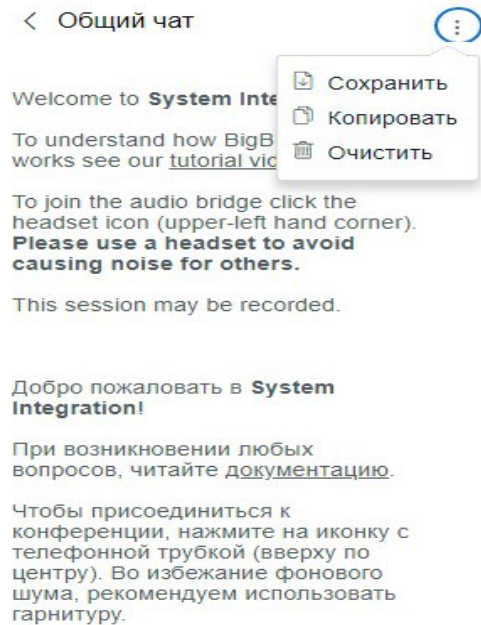 Общий чат
Сохранить
Копировать
Очистить
Welcome to System Inte
To understand how BigB
works see our tutorial vic
To join the audio bridge click the
headset icon (upper-left hand corner).
Please use a headset to avoid
causing noise for others.
This session may be recorded.
Добро пожаловать в System
Integration!
При возникновении любых
вопросов, читайте документацию.
Чтобы присоединиться к
конференции, нажмите на иконку с
телефонной трубкой (вверху по
центру). Во избежание фонового
шума, рекомендуем использовать
гарнитуру.